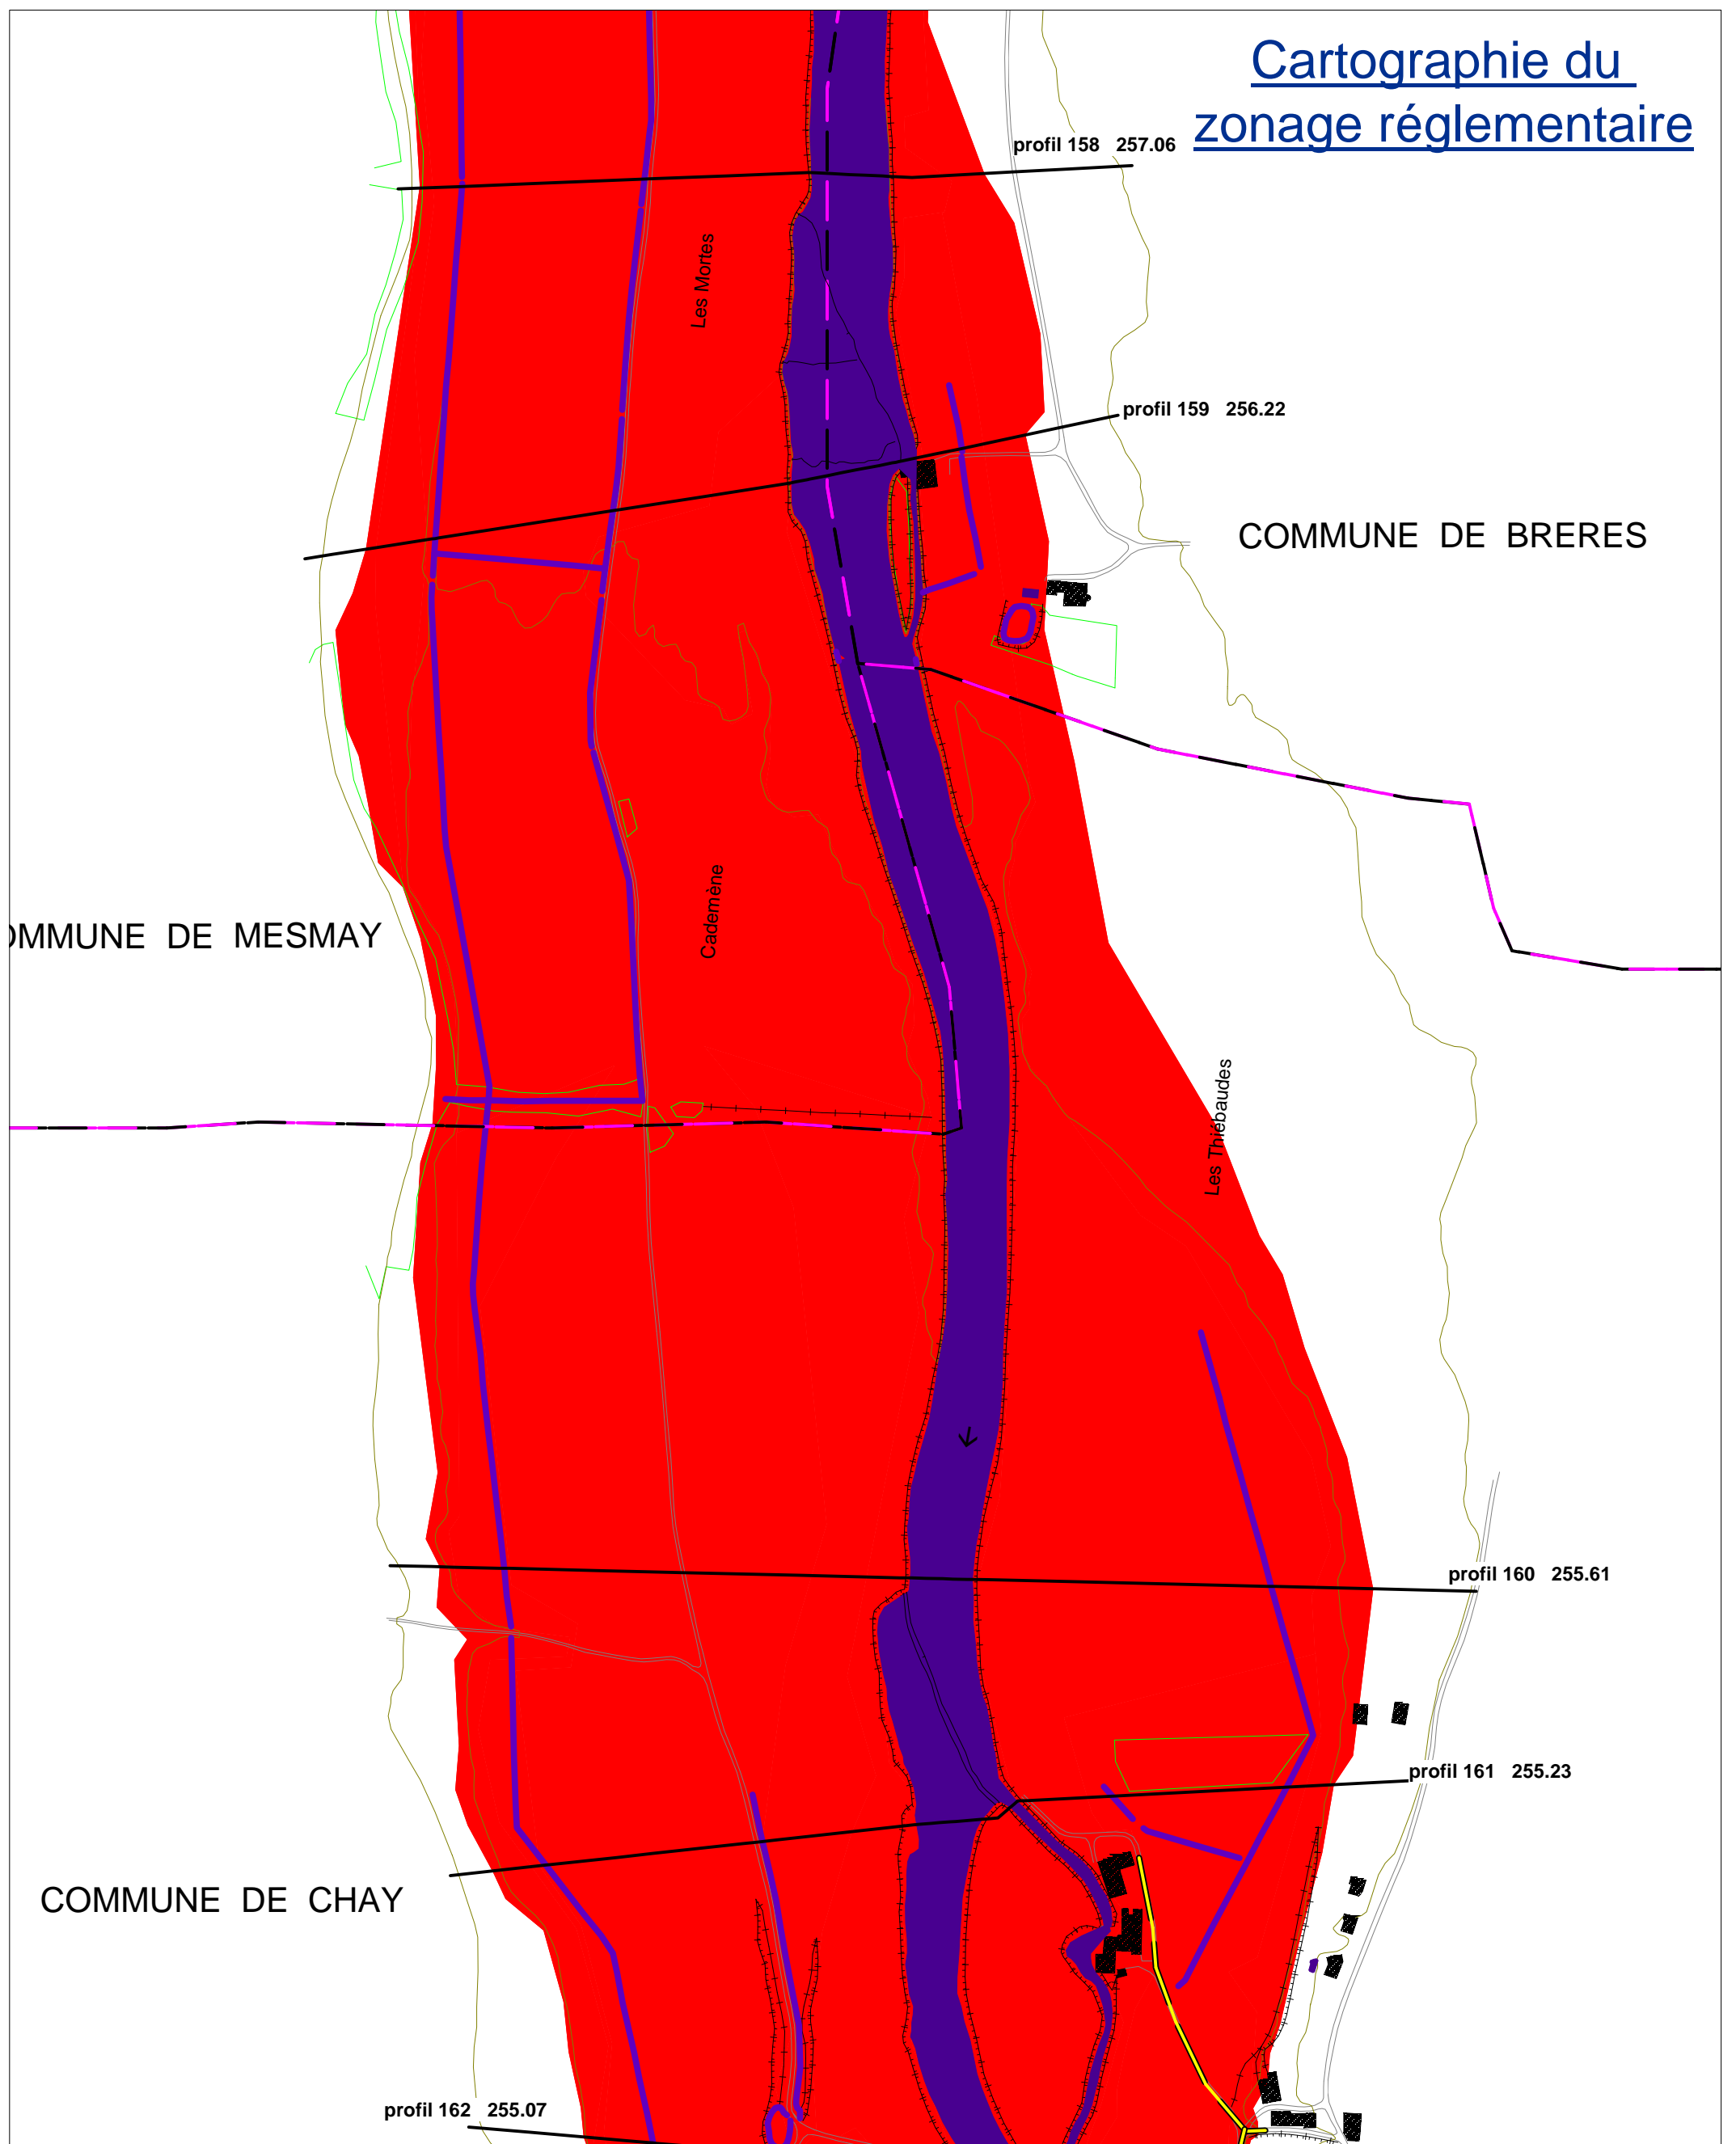 Cartographie du
zonage réglementaire
profil 158 257.06
Les Mortes
profil 159 256.22
COMMUNE DE BRERES
Cademène
OMMUNE DE MESMAY
Les Thiébaudes
profil 160 255.61
profil 161 255.23
COMMUNE DE CHAY
profil 162 255.07